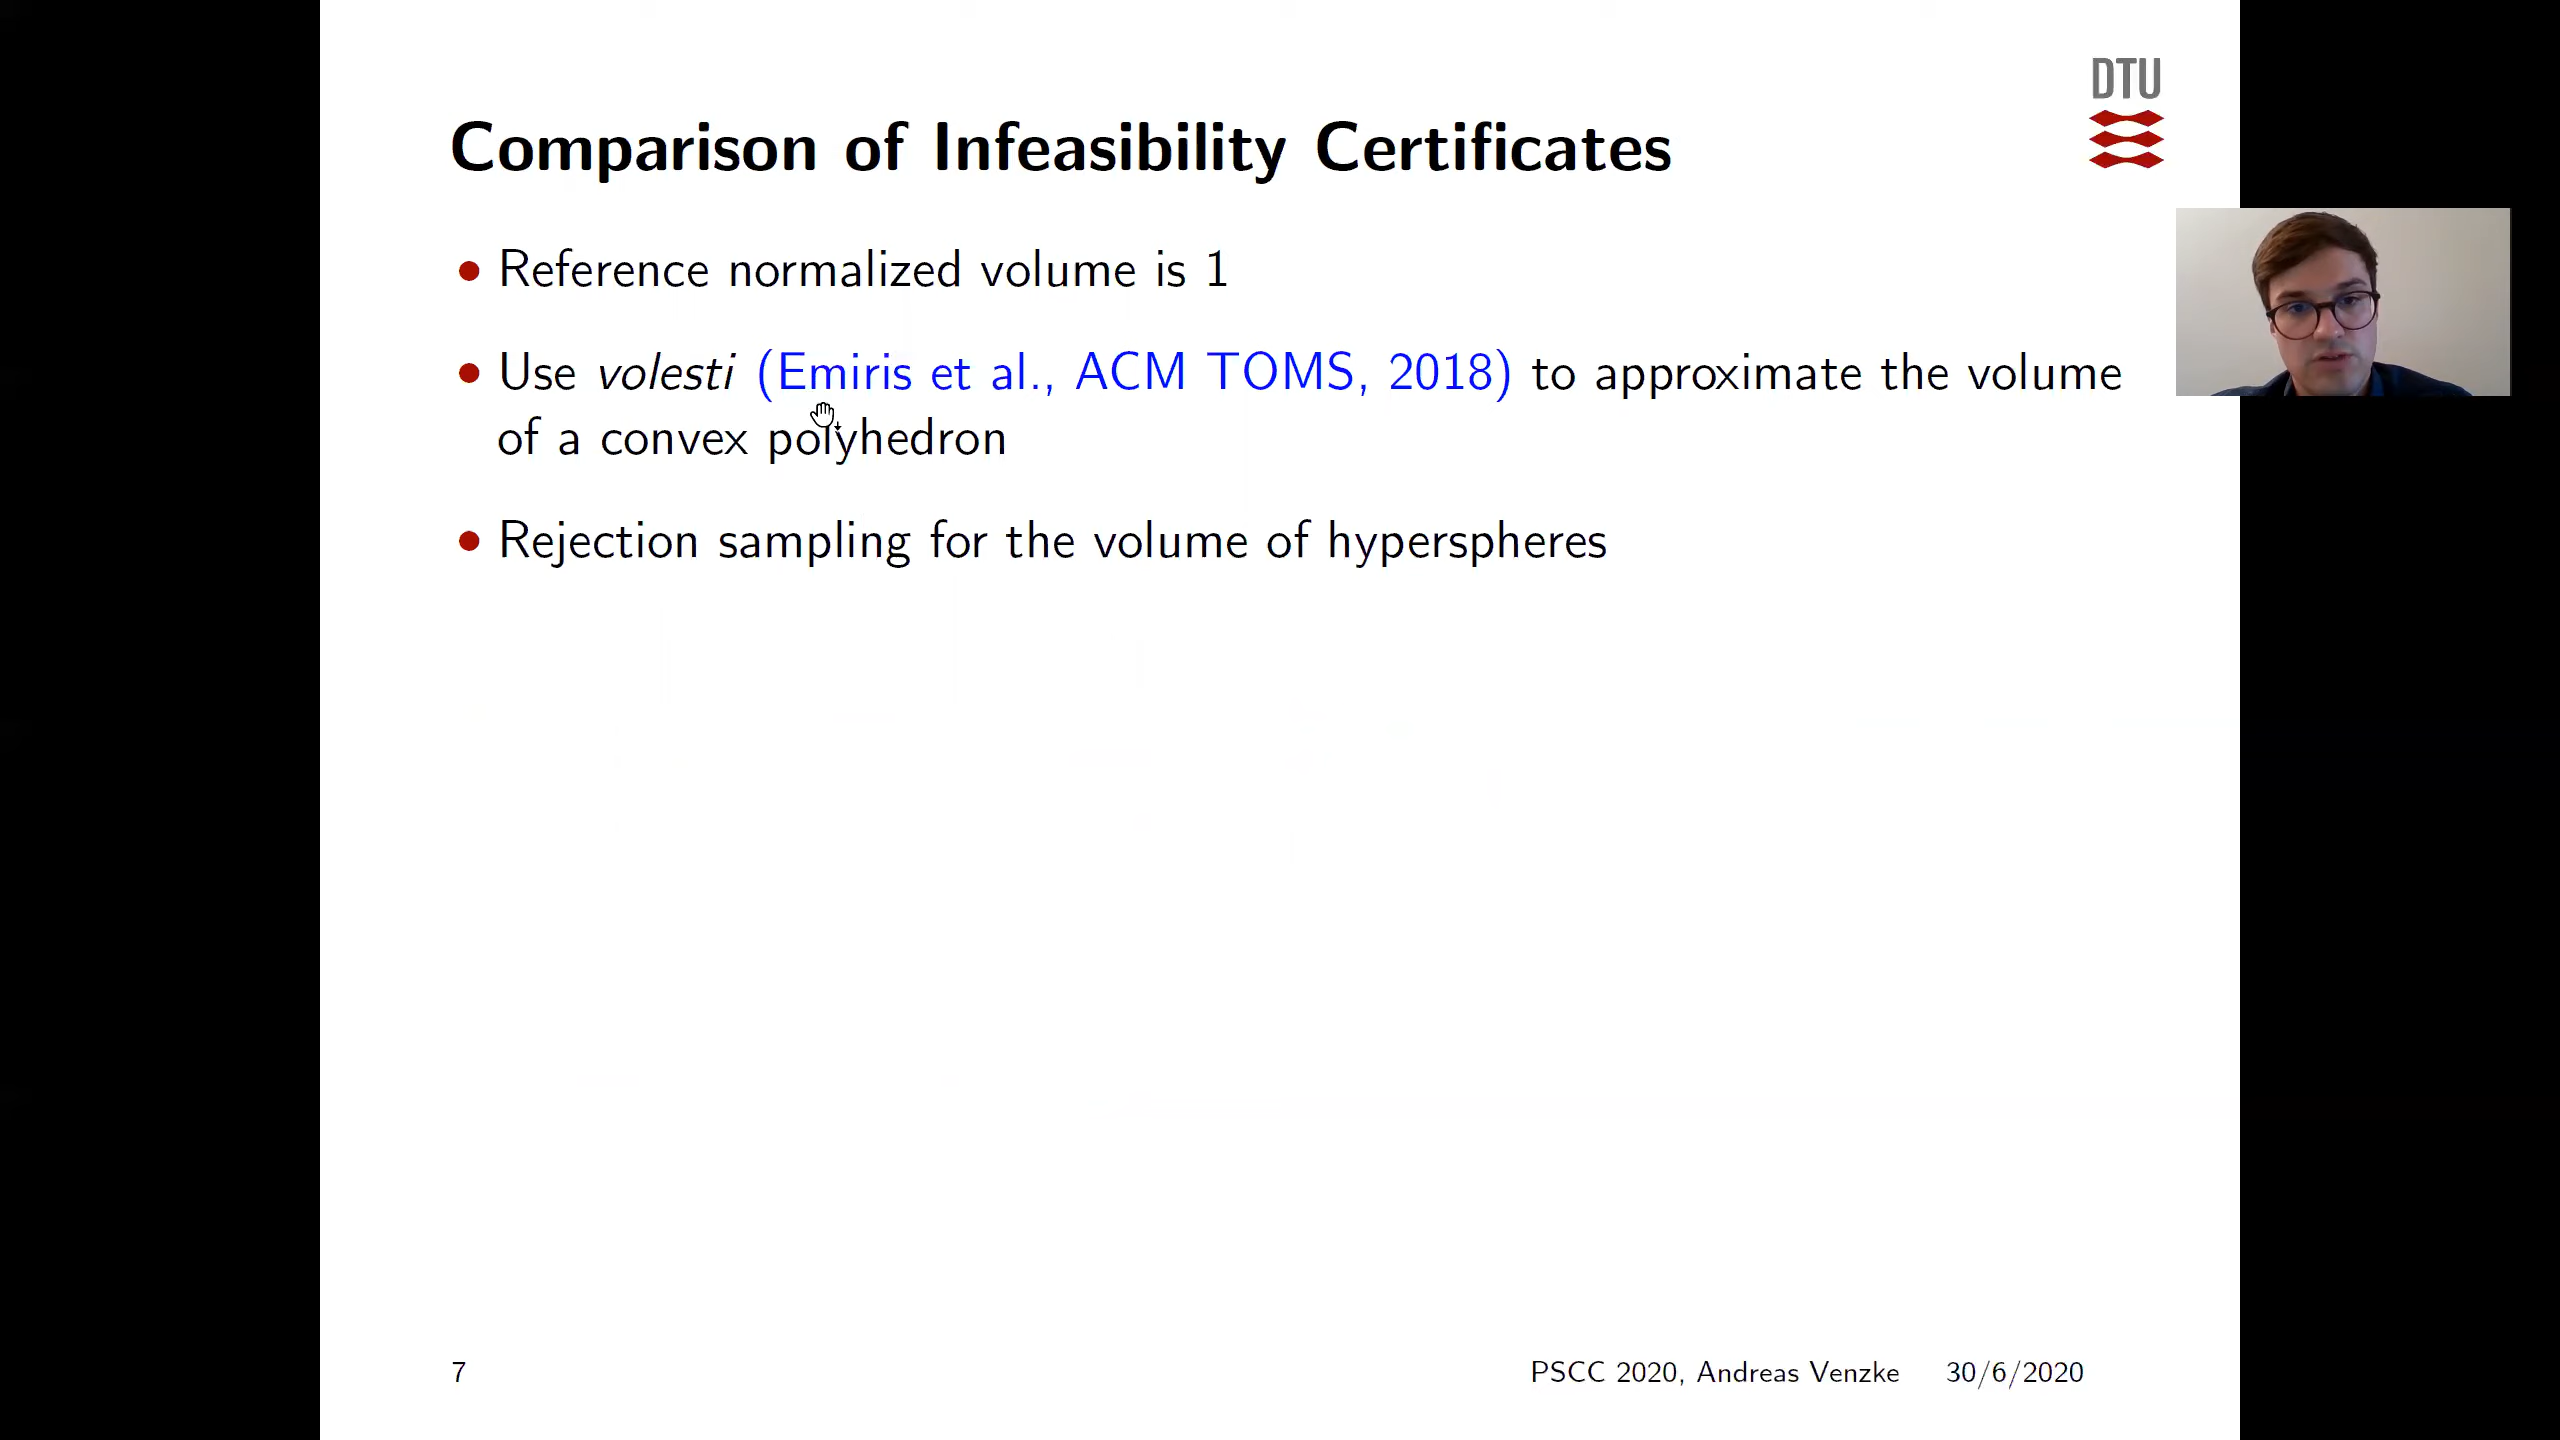 DTU
Comparison of Infeasibility Certificates
• Reference normalized volume is 1
• Use volesti (Emiris et al., ACM TOMS, 2018) to approximate the volume
of a convex polyhedron
• Rejection sampling for the volume of hyperspheres
7 PSCC 2020, Andreas Venzke 30/6/2020